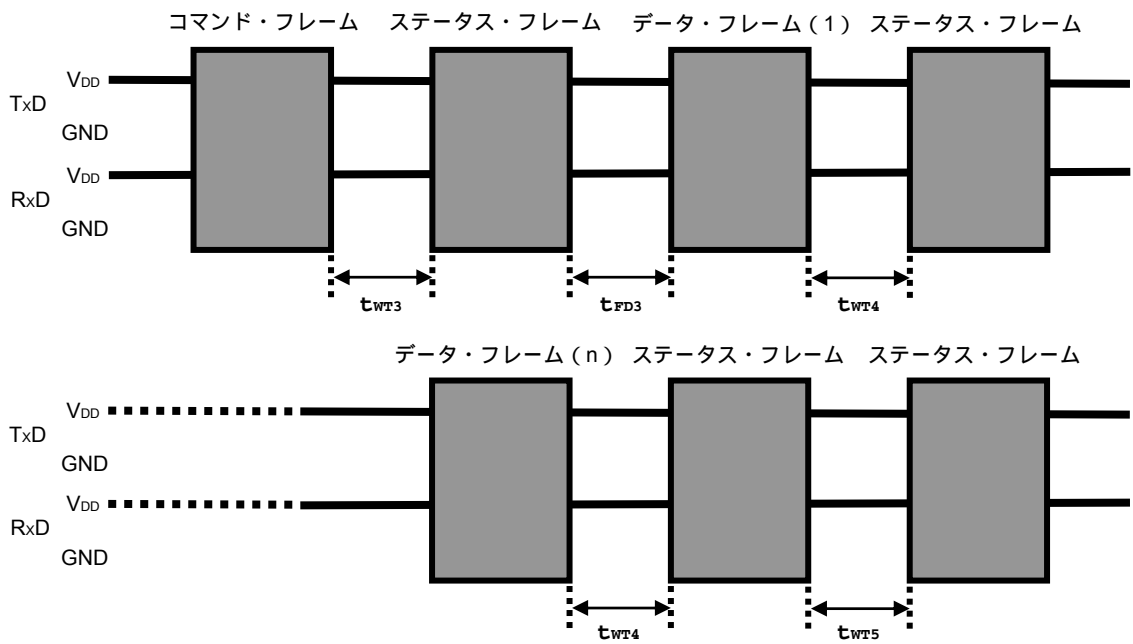 コマンド・フレーム ステータス・フレーム データ・フレーム(1) ステータス・フレーム
VDD
TxD
GND
VDD
RxD
GND
tWT3 tFD3 tWT4
データ・フレーム(n) ステータス・フレーム ステータス・フレーム
VDD
TxD
GND
VDD
RxD
GND
tWT4 tWT5